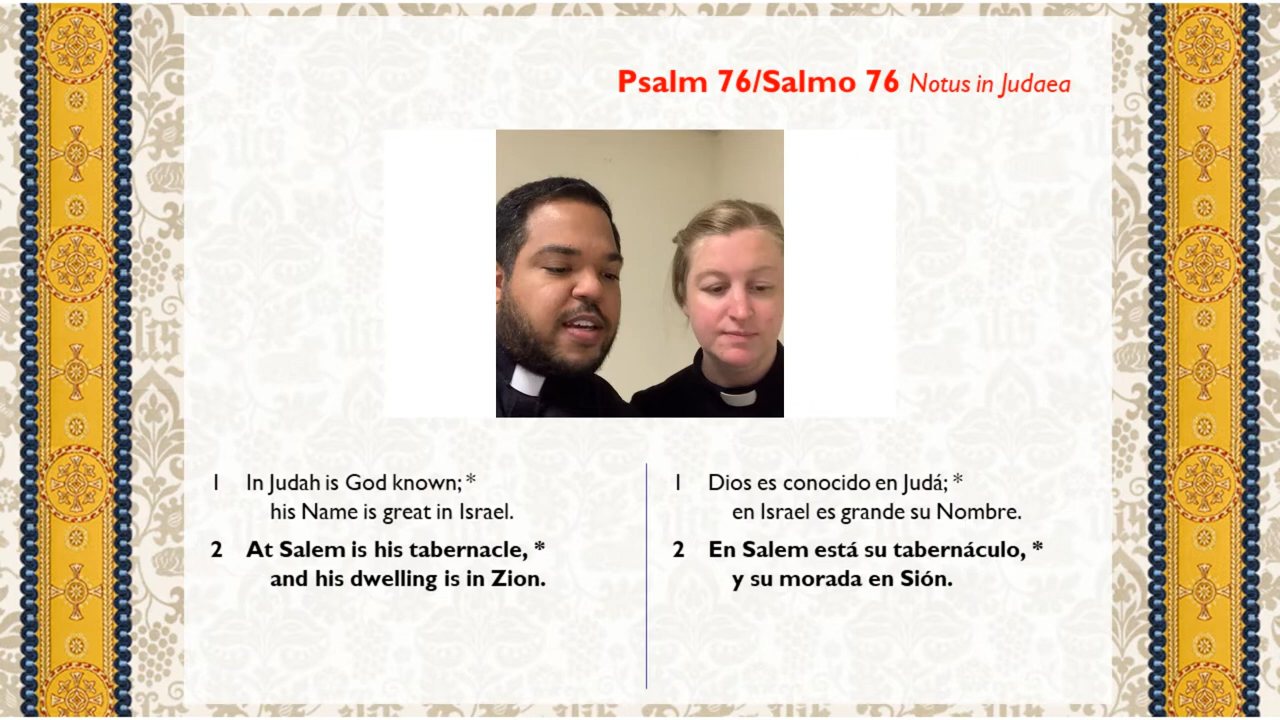 Psalm 76/Salmo 76 Notus in Judaea
1 In Judah is God known; *
his Name is great in Israel.
2 At Salem is his tabernacle, *
and his dwelling is in Zion.
1 Dios es conocido en Judá; *
en Israel es grande su Nombre.
2 En Salem está su tabernáculo, *
y su morada en Sión.